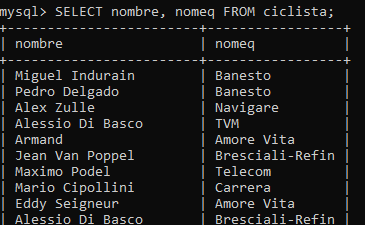 mysql> SELECT nombre, nomeq FROM ciclista;
+----------------------+------------------+
| nombre | nomeq |
+----------------------+------------------+
| Miguel Indurain | Banesto |
| Pedro Delgado | Banesto |
| Alex Zulle | Navigare |
| Alessio Di Basco | TVM |
| Armand | Amore Vita |
| Jean Van Poppel | Bresciali-Refin |
| Maximo Podel | Telecom |
| Mario Cipollini | Carrera |
| Eddy Seigneur | Amore Vita |
| Alessio Di Basco | Bresciali-Refin |